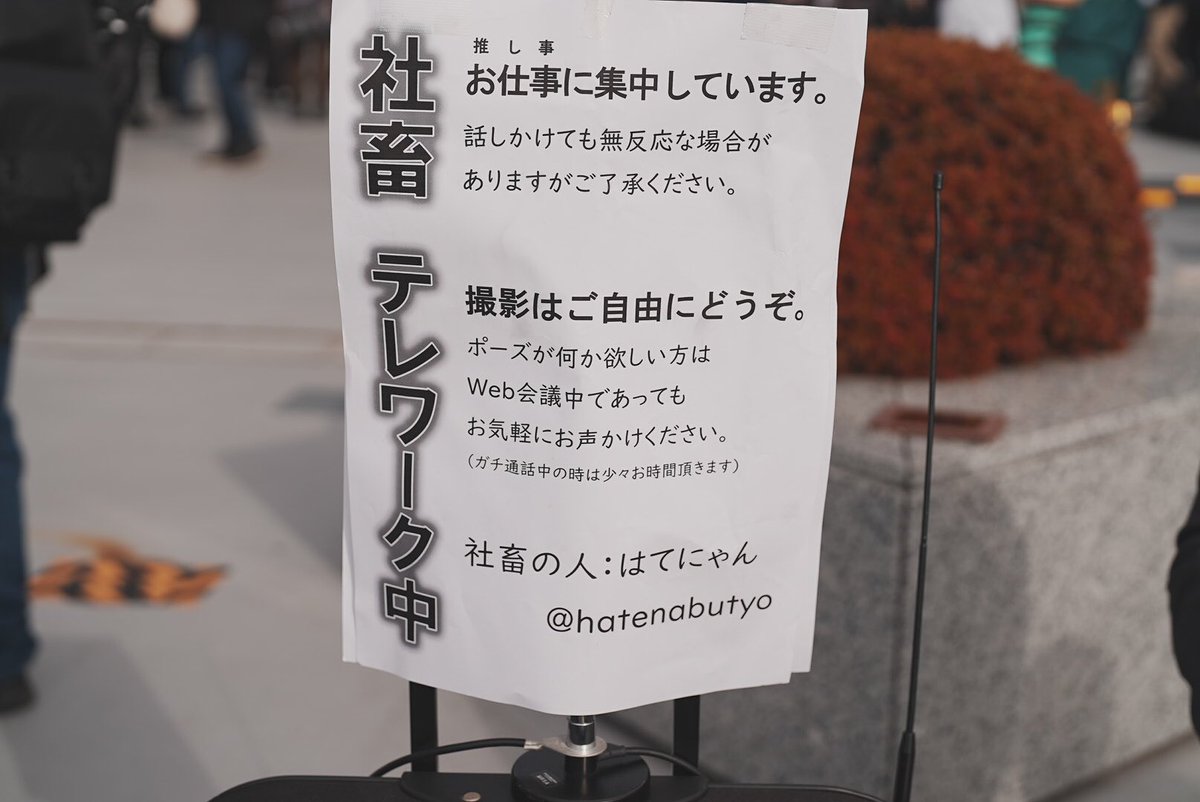 社畜 テレワーク中
推し事
お仕事に集中しています。
話しかけても無反応な場合が
ありますがご了承ください。
撮影はご自由にどうぞ。
ポーズが何か欲しい方は
Web会議中であっても
お気軽にお声かけください。
（ガチ通話中の時は少々お時間頂きます）
社畜の人：はてにゃん
@hatenabutyo